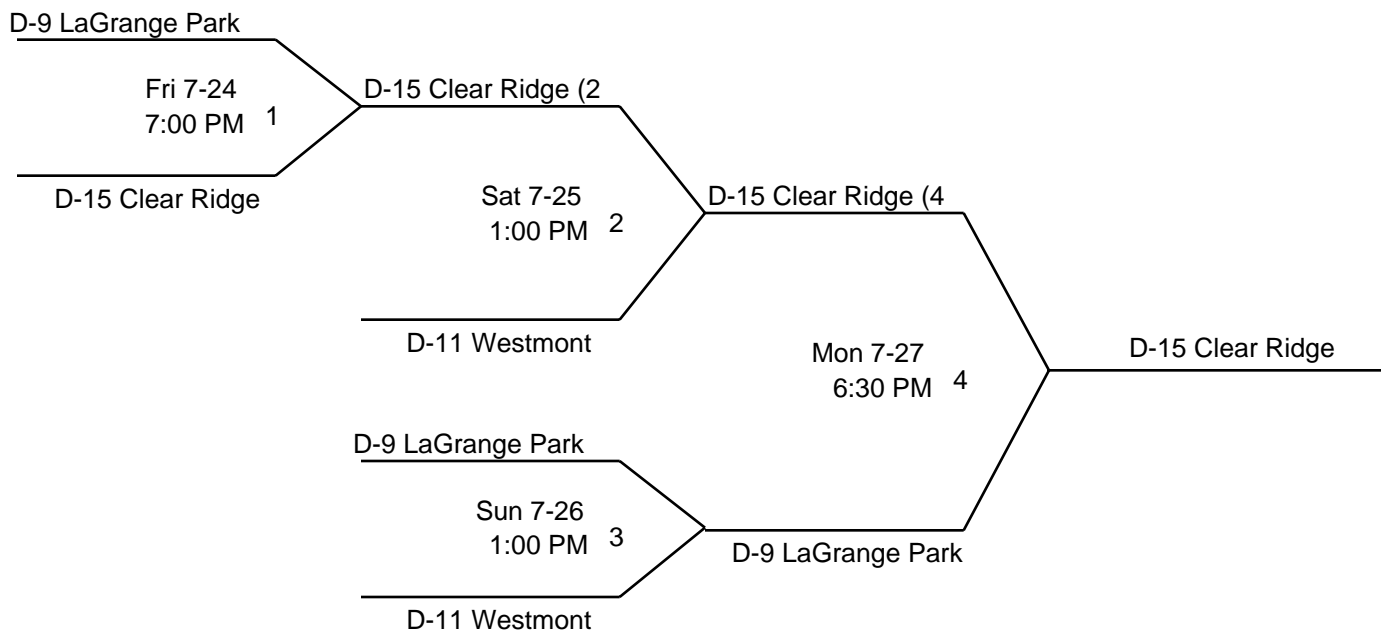 D-9 LaGrange Park
Fri 7-24
7:00 PM 1
D-15 Clear Ridge
D-15 Clear Ridge (2
Sat 7-25
1:00 PM 2
D-11 Westmont
D-15 Clear Ridge (4
Mon 7-27
6:30 PM 4
D-15 Clear Ridge
D-9 LaGrange Park
Sun 7-26
1:00 PM 3
D-9 LaGrange Park
D-11 Westmont